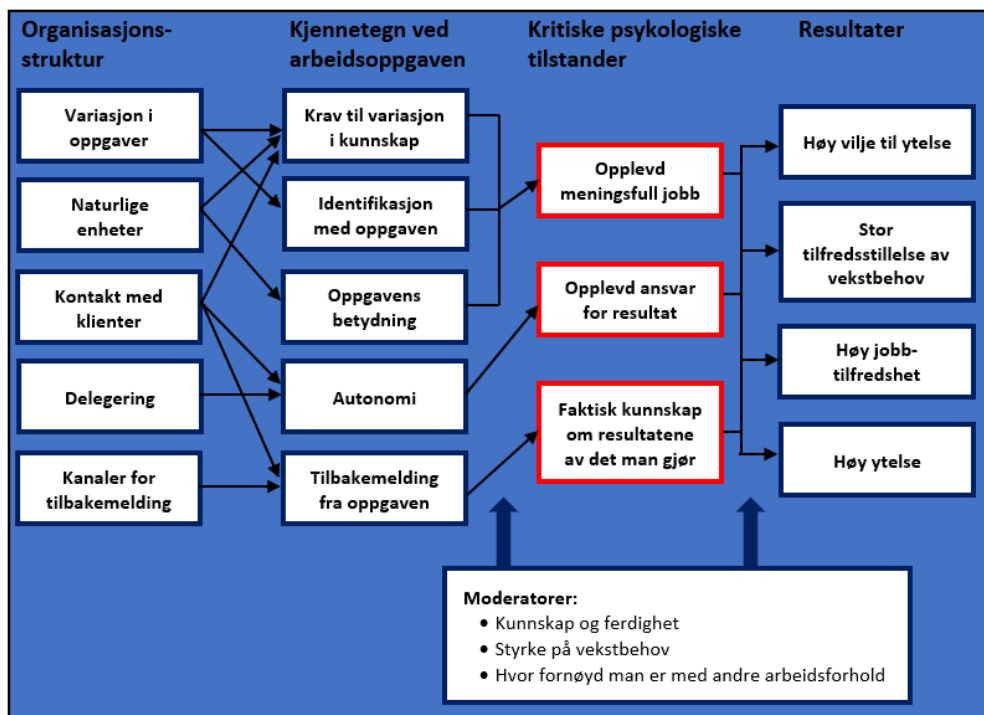 Organisasjons-
struktur
Kjennetegn ved
arbeidsoppgaven
Kritiske psykologiske
tilstander
Resultater
Variasjon i
oppgaver
Naturlige
enheter
Kontakt med
klienter
Delegering
Kanaler for
tilbakemelding
Krav til variasjon
i kunnskap
Identifikasjon
med oppgaven
Oppgavens
betydning
Autonomi
Tilbakemelding
fra oppgaven
Opplevd
meningsfull jobb
Opplevd ansvar
for resultat
Faktisk kunnskap
om resultatene
av det man gjør
Høy vilje til ytelse
Stor
tilfredsstillelse av
vekstbehov
Høy jobb-
tilfredshet
Høy ytelse
Moderatorer:
• Kunnskap og ferdighet
• Styrke på vekstbehov
• Hvor fornøyd man er med andre arbeidsforhold